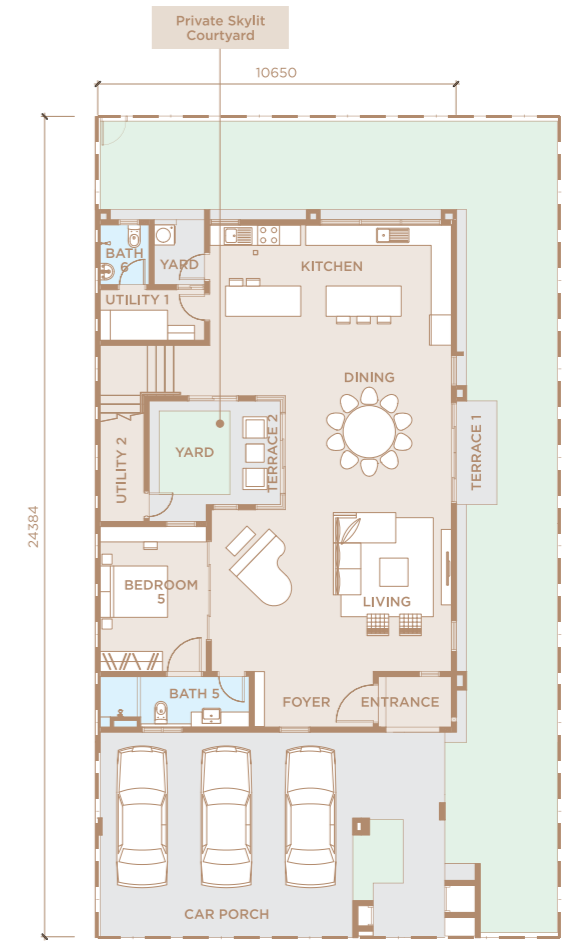 Private Skylit
Courtyard
10650
24384
BATH
6
YARD
KITCHEN
UTILITY 1
DINING
UTILITY 2
YARD
TERRACE 2
TERRACE 1
BEDROOM
5
LIVING
BATH 5
FOYER
ENTRANCE
CAR PORCH